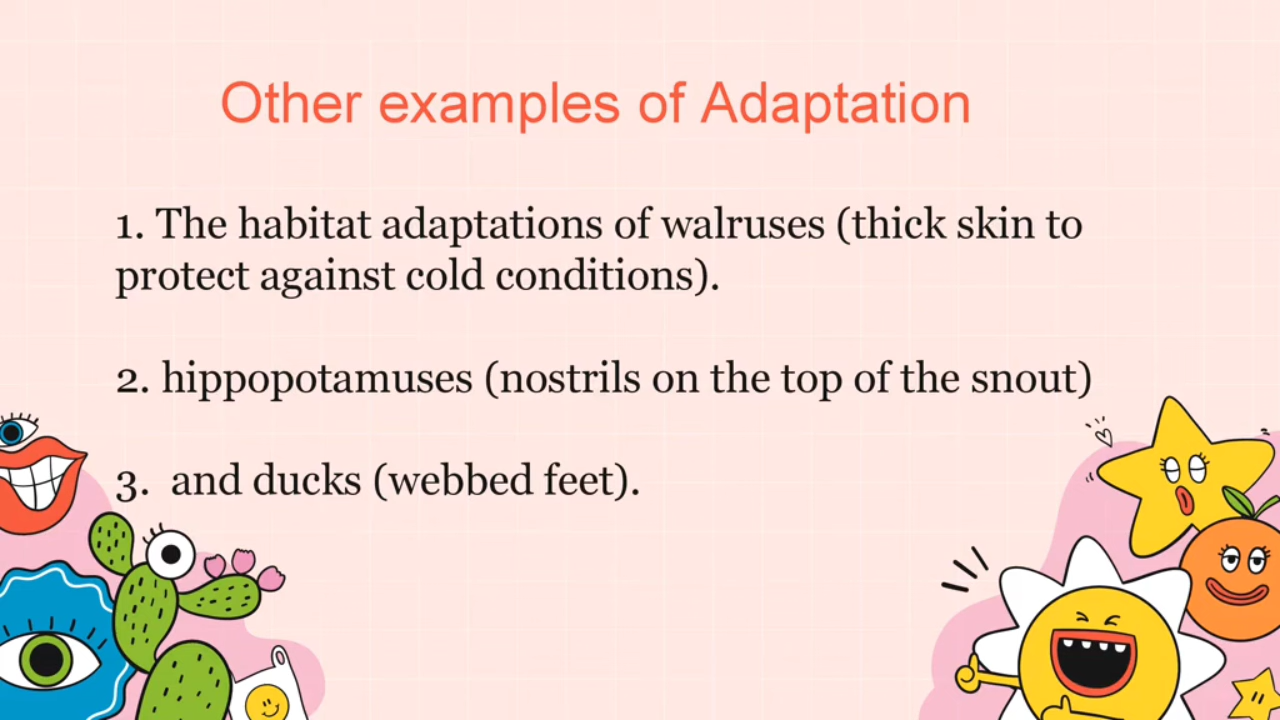 Other examples of Adaptation
1. The habitat adaptations of walruses (thick skin to
protect against cold conditions).
2. hippopotamuses (nostrils on the top of the snout)
3. and ducks (webbed feet).